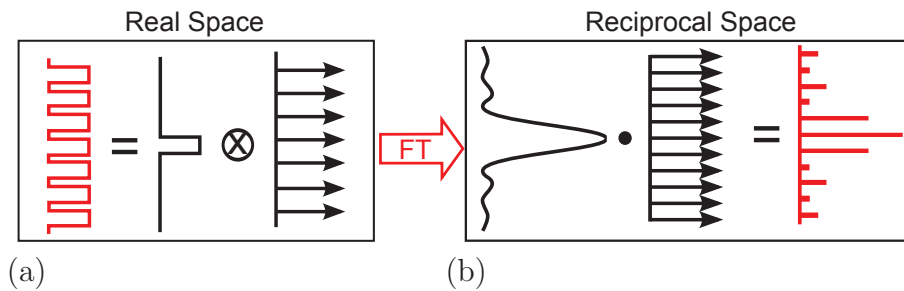 Real Space
Reciprocal Space
= ⊗
FT
• =
(a)
(b)